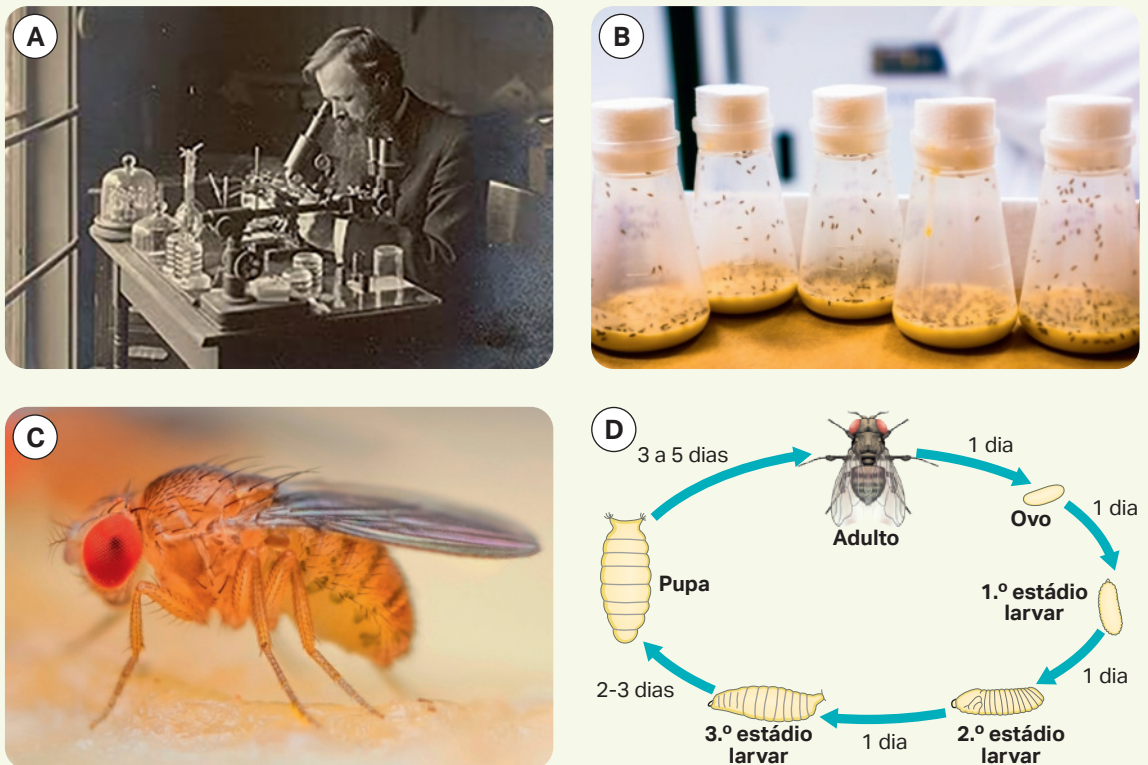 A
B
C
D
3 a 5 dias
1 dia
Adulto
Ovo
1 dia
1.º estádio
larvar
1 dia
2.º estádio
larvar
1 dia
3.º estádio
larvar
2-3 dias
Pupa